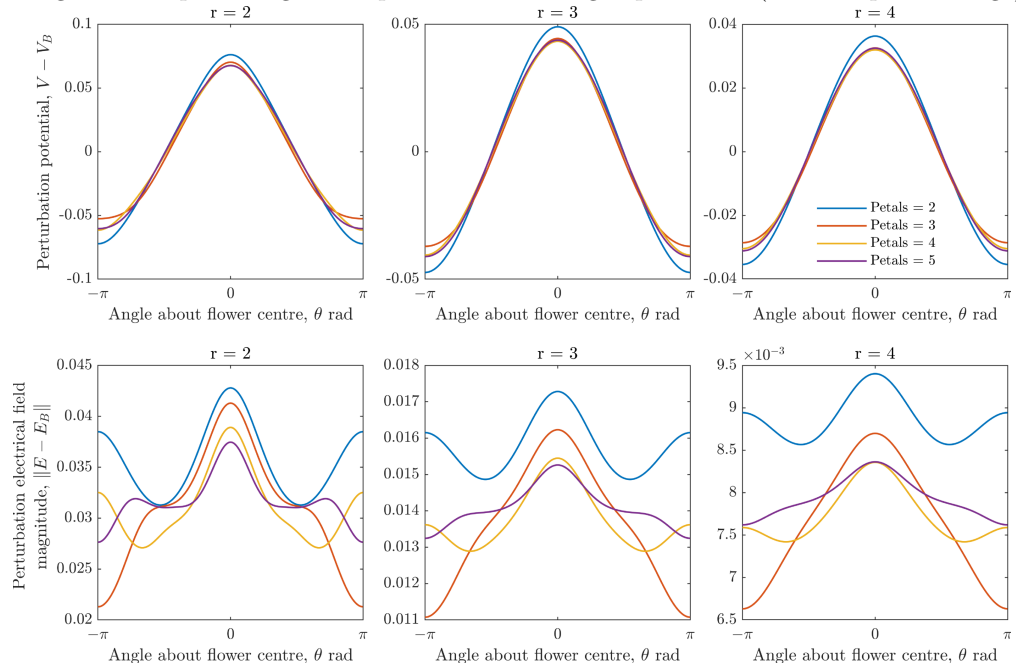 r = 2
r = 3
r = 4
Perturbation potential, V − V_B
0.1
0.05
0
-0.05
-0.1
0.05
0
-0.05
0.04
0.02
0
-0.02
-0.04
Petals = 2
Petals = 3
Petals = 4
Petals = 5
−π 0 π
−π 0 π
−π 0 π
Angle about flower centre, θ rad
Angle about flower centre, θ rad
Angle about flower centre, θ rad
r = 2
r = 3
r = 4
Perturbation electrical field
magnitude, ‖E − E_B‖
0.045
0.04
0.035
0.03
0.025
0.02
0.018
0.017
0.016
0.015
0.014
0.013
0.012
0.011
×10⁻³
9.5
9
8.5
8
7.5
7
6.5
6
−π 0 π
−π 0 π
−π 0 π
Angle about flower centre, θ rad
Angle about flower centre, θ rad
Angle about flower centre, θ rad